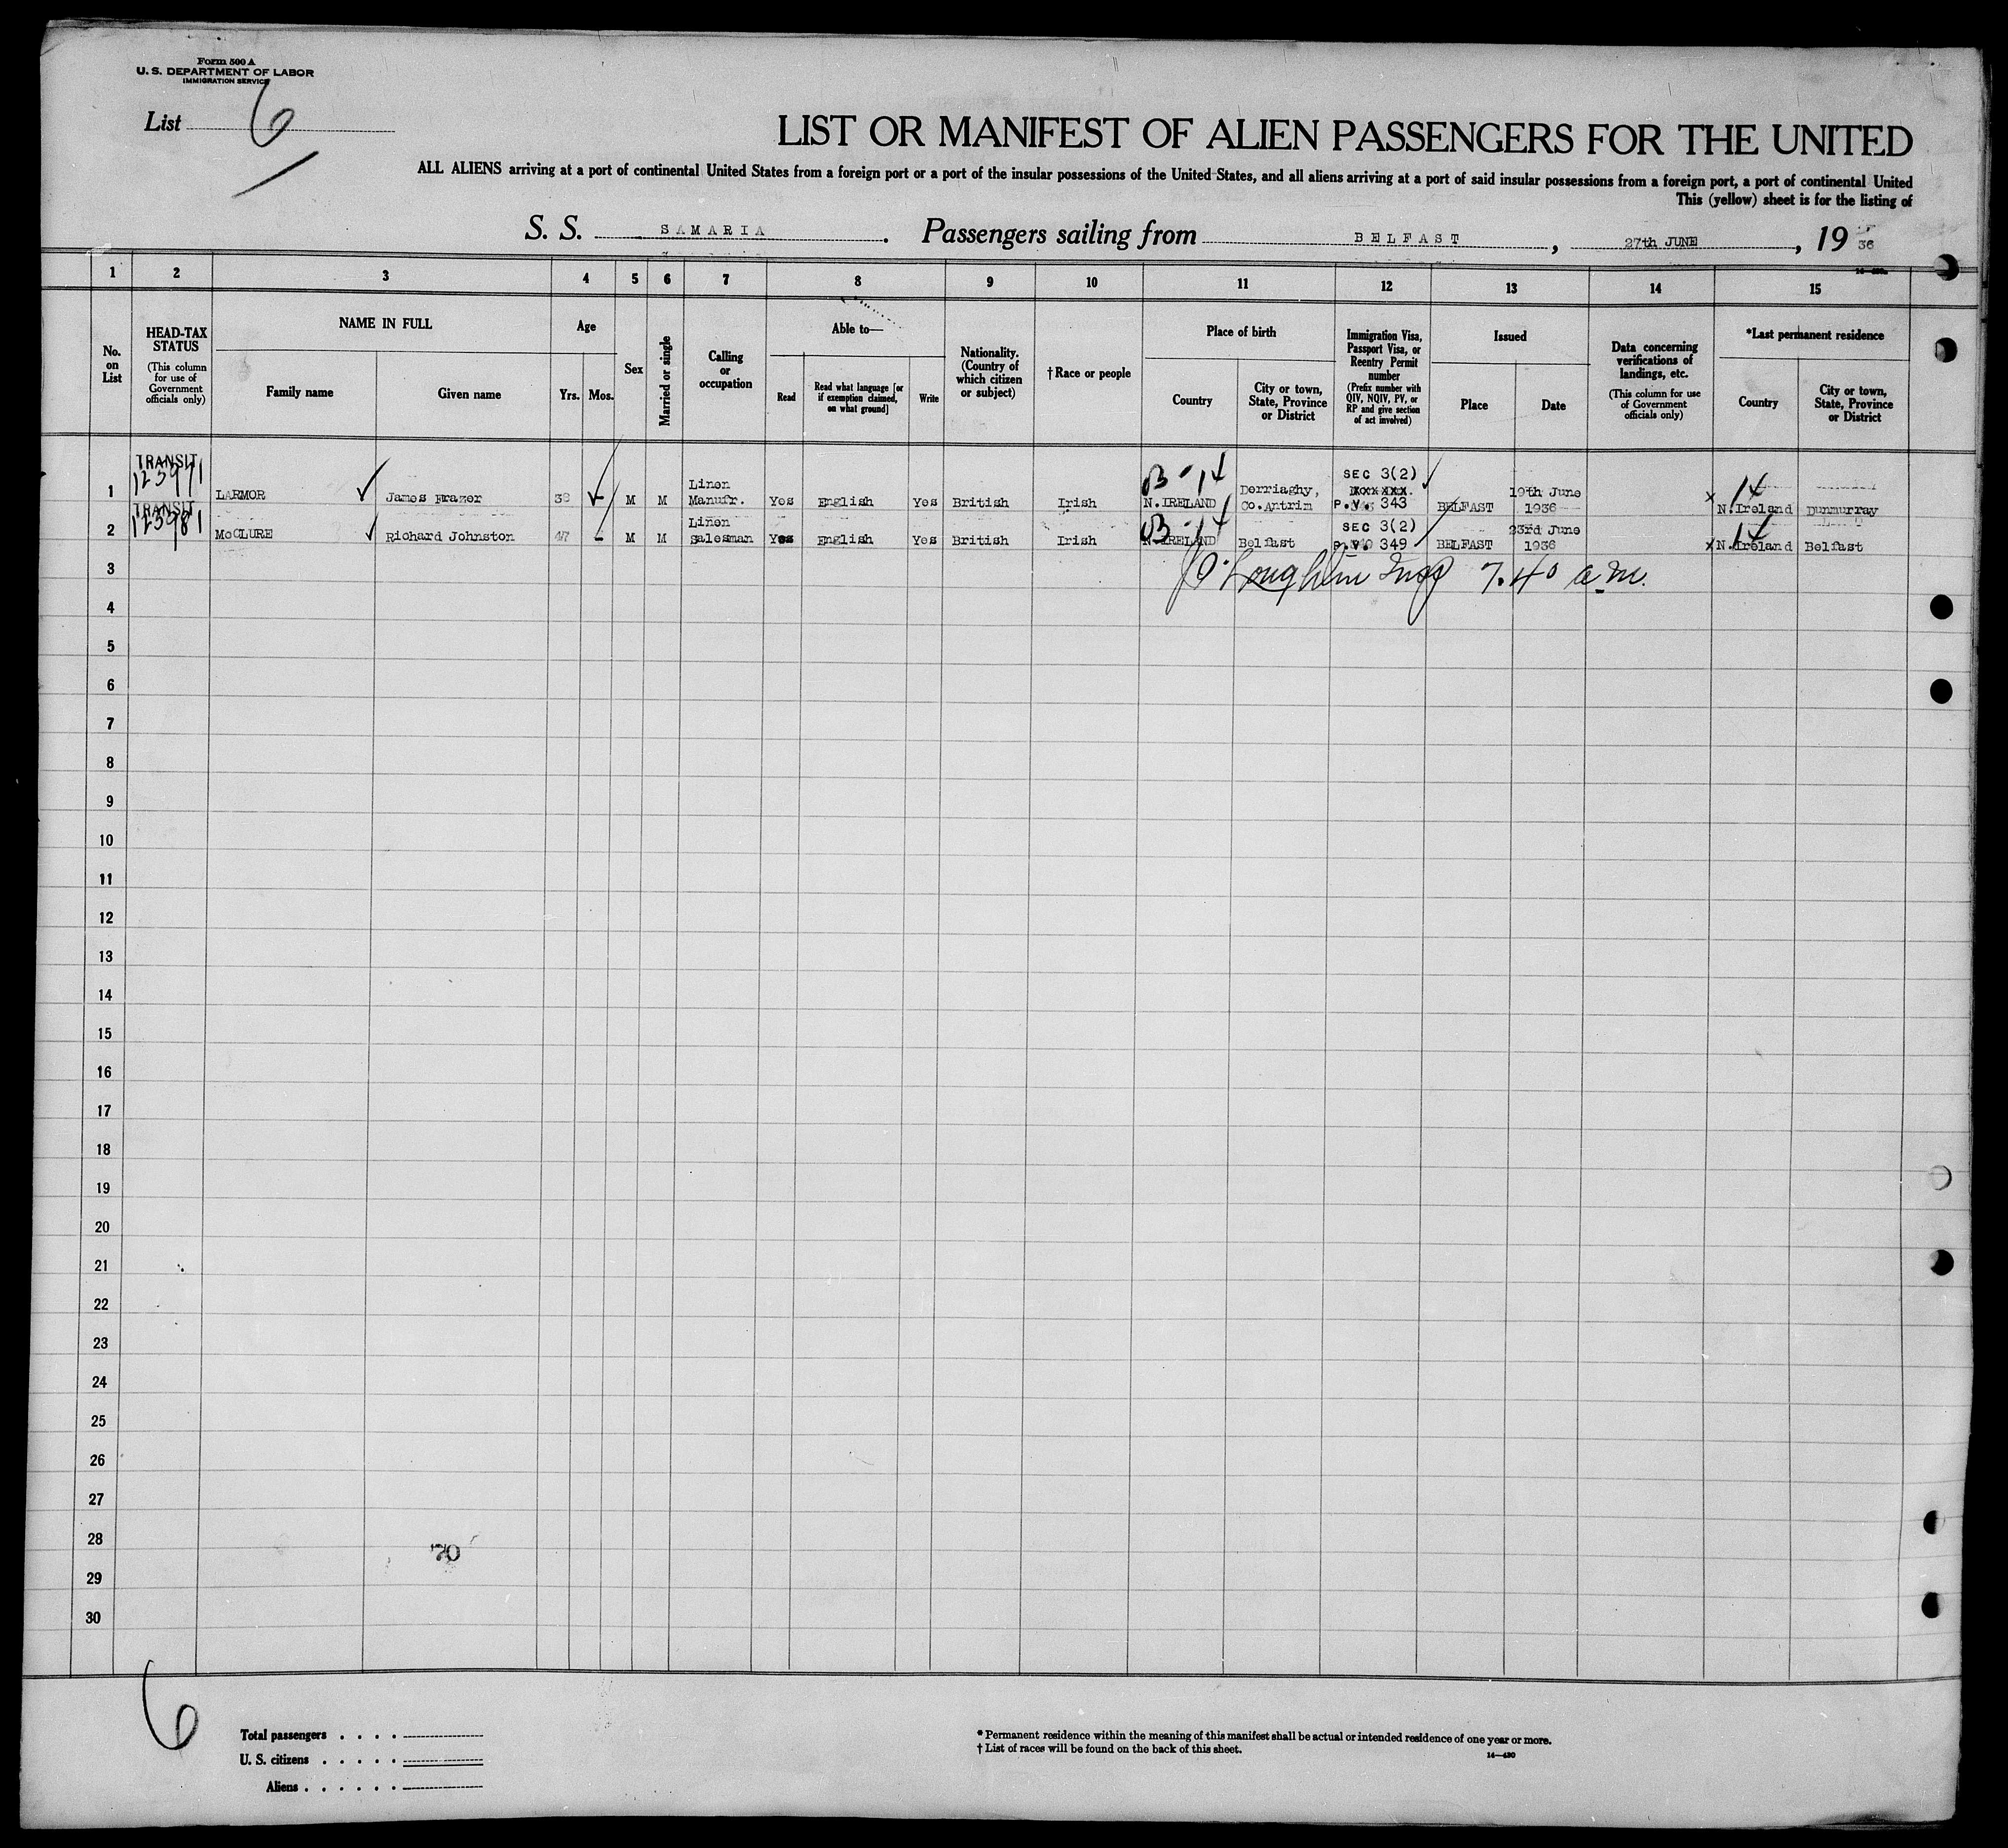 Form 500 A
U. S. DEPARTMENT OF LABOR
IMMIGRATION SERVICE
List 6
LIST OR MANIFEST OF ALIEN PASSENGERS FOR THE UNITED
ALL ALIENS arriving at a port of continental United States from a foreign port or a port of the insular possessions of the United States, and all aliens arriving at a port of said insular possessions from a foreign port, a port of continental United
This (yellow) sheet is for the listing of
S. S. SAMARIA. Passengers sailing from BELFAST, 27th JUNE, 19 36
1 2 3 4 5 6 7 8 9 10 11 12 13 14 15
No. on List
HEAD-TAX STATUS
(This column for use of Government officials only)
NAME IN FULL
Family name
Given name
Age
Yrs.
Mos.
Sex
Married or single
Calling or occupation
Able to—
Read
Read what language [or if exemption claimed, on what ground]
Write
Nationality. (Country of which citizen or subject)
†Race or people
Place of birth
Country
City or town, State, Province or District
Immigration Visa, Passport Visa, or Reentry Permit number
(Prefix number with QIV, NQIV, PV, or RP and give section of act involved)
Issued
Place
Date
Data concerning verifications of landings, etc.
(This column for use of Government officials only)
*Last permanent residence
Country
City or town, State, Province or District
TRANSIT
1 LARMOR James Frazer 38 M M Linen Manufr. Yes English Yes British Irish B-14 N.IRELAND Derriaghy, Co.Antrim SEC 3(2) P.V. 343 BELFAST 19th June 1936 x 14 N.Ireland Dunmurray
TRANSIT
2 McCLURE Richard Johnston 47 - M M Linen Salesman Yes English Yes British Irish B-14 N.IRELAND Belfast SEC 3(2) P.V. 349 BELFAST 23rd June 1936 x 14 N.Ireland Belfast
3 Insp 7.40 a.m.
4
5
6
7
8
9
10
11
12
13
14
15
16
17
18
19
20
21
22
23
24
25
26
27
28
70
29
30
6
Total passengers
U. S. citizens
Aliens
* Permanent residence within the meaning of this manifest shall be actual or intended residence of one year or more.
† List of races will be found on the back of this sheet.
14—430